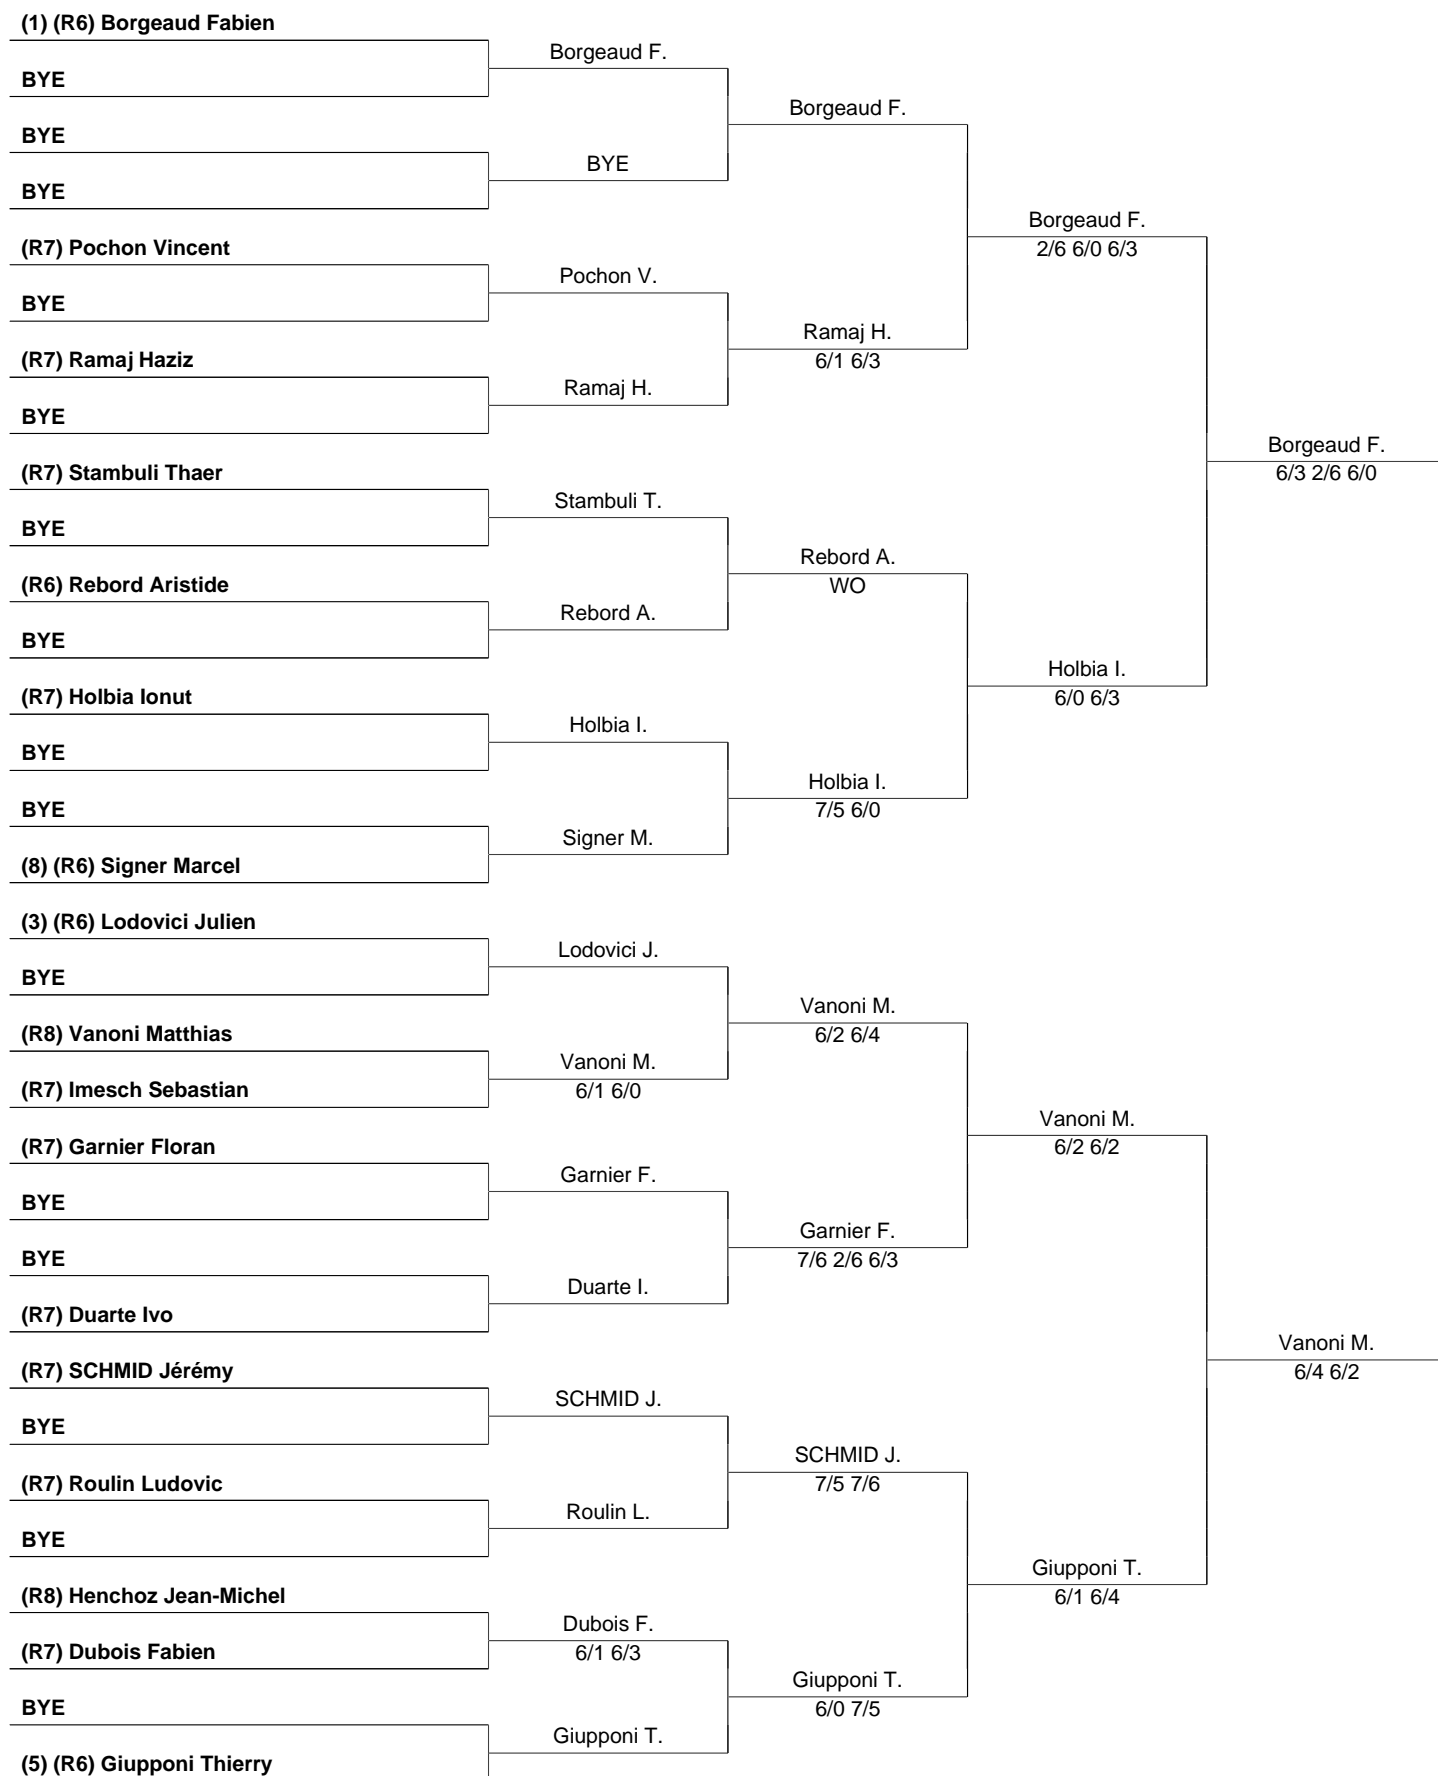 (1) (R6) Borgeaud Fabien
Borgeaud F.
BYE
Borgeaud F.
BYE
BYE
BYE
Borgeaud F.
(R7) Pochon Vincent
2/6 6/0 6/3
Pochon V.
BYE
Ramaj H.
(R7) Ramaj Haziz
6/1 6/3
Ramaj H.
BYE
Borgeaud F.
(R7) Stambuli Thaer
6/3 2/6 6/0
Stambuli T.
BYE
Rebord A.
(R6) Rebord Aristide
WO
Rebord A.
BYE
Holbia I.
(R7) Holbia Ionut
6/0 6/3
Holbia I.
BYE
Holbia I.
BYE
7/5 6/0
Signer M.
(8) (R6) Signer Marcel
(3) (R6) Lodovici Julien
Lodovici J.
BYE
Vanoni M.
(R8) Vanoni Matthias
6/2 6/4
Vanoni M.
(R7) Imesch Sebastian
6/1 6/0
Vanoni M.
(R7) Garnier Floran
6/2 6/2
Garnier F.
BYE
Garnier F.
BYE
7/6 2/6 6/3
Duarte I.
(R7) Duarte Ivo
Vanoni M.
(R7) SCHMID Jérémy
6/4 6/2
SCHMID J.
BYE
SCHMID J.
(R7) Roulin Ludovic
7/5 7/6
Roulin L.
BYE
Giupponi T.
(R8) Henchoz Jean-Michel
6/1 6/4
Dubois F.
(R7) Dubois Fabien
6/1 6/3
Giupponi T.
BYE
6/0 7/5
Giupponi T.
(5) (R6) Giupponi Thierry